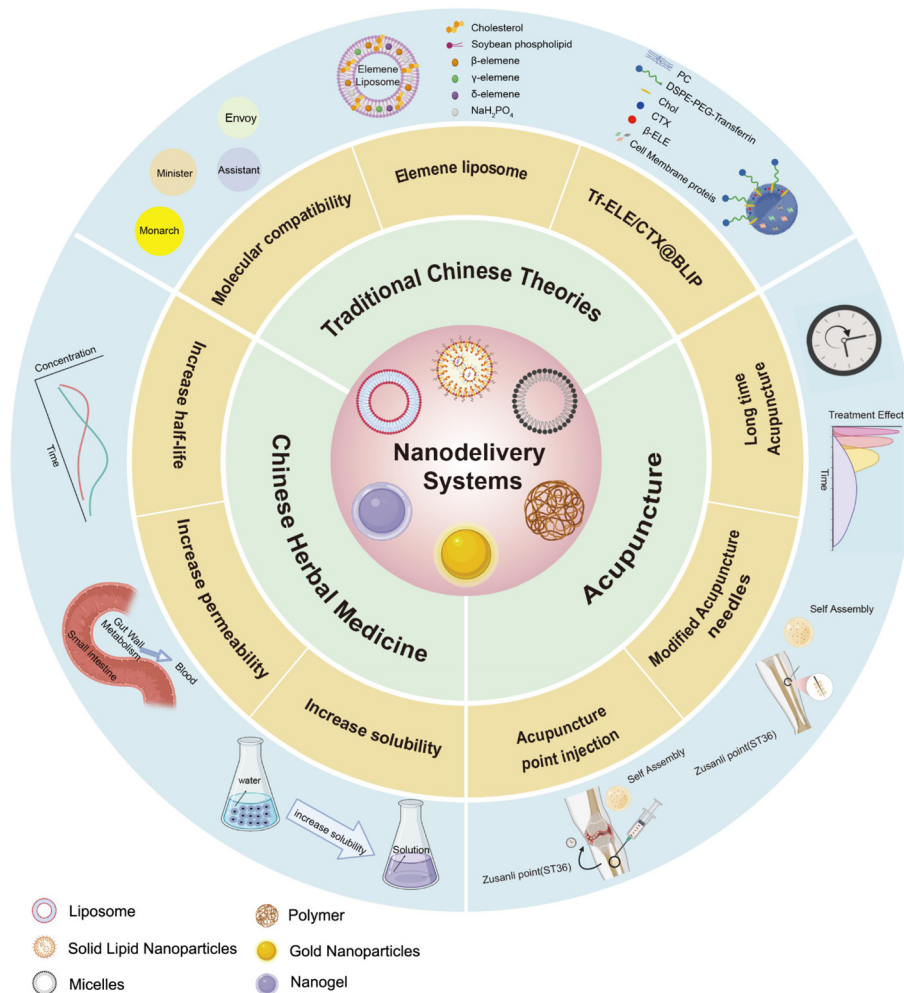 Cholesterol
Soybean phospholipid
β-elemene
γ-elemene
δ-elemene
NaH₂PO₄
Elemene
Liposome
PC
DSPE-PEG-Transferrin
Chol
CTX
β-ELE
Cell Membrane proteis
Envoy
Minister
Assistant
Monarch
Molecular compatibility
Elemene liposome
Tf-ELE/CTX@BLIP
Traditional Chinese Theories
Increase half-life
Increase permeability
Increase solubility
Chinese Herbal Medicine
Nanodelivery
Systems
Acupuncture
Long time
Acupuncture
Modified Acupuncture
needles
Acupuncture
point injection
Concentration
Time
Treatment Effect
Time
Small intestine
Gut Wall
Metabolism
Blood
water
increase solubility
Solution
Self Assembly
Zusanli point(ST36)
Self Assembly
Zusanli point(ST36)
Liposome
Polymer
Solid Lipid Nanoparticles
Gold Nanoparticles
Micelles
Nanogel